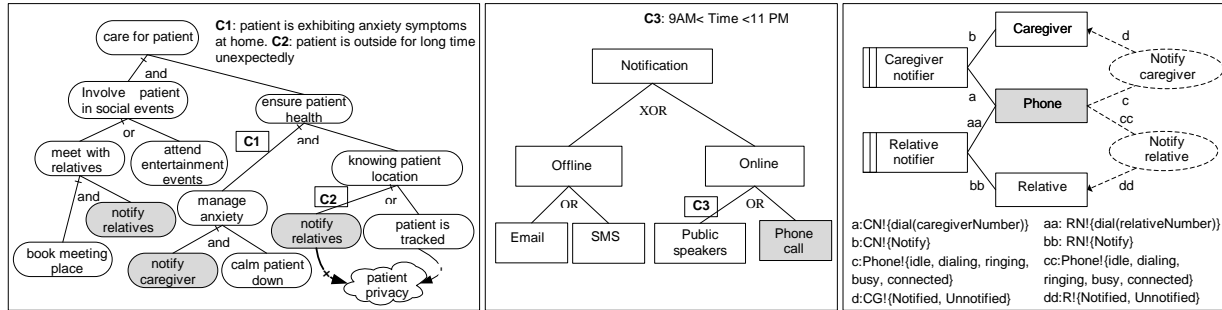 care for patient
C1: patient is exhibiting anxiety symptoms
at home. C2: patient is outside for long time
unexpectedly
and
Involve patient
in social events
ensure patient
health
or
C1
and
meet with
relatives
attend
entertainment
events
knowing patient
location
and
notify
relatives
manage
anxiety
C2
or
notify
relatives
patient
is tracked
book meeting
place
and
notify
caregiver
calm patient
down
patient
privacy
C3: 9AM< Time <11 PM
Notification
XOR
Offline
Online
OR
C3
OR
Email
SMS
Public
speakers
Phone
call
b
Caregiver
d
Caregiver
notifier
Notify
caregiver
a
Phone
c
aa
cc
Relative
notifier
Notify
relative
bb
Relative
dd
a:CN!{dial(caregiverNumber)}
b:CN!{Notify}
c:Phone!{idle, dialing, ringing,
busy, connected}
d:CG!{Notified, Unnotified}
aa: RN!{dial(relativeNumber)}
bb: RN!{Notify}
cc:Phone!{idle, dialing,
ringing, busy, connected}
dd:R!{Notified, Unnotified}